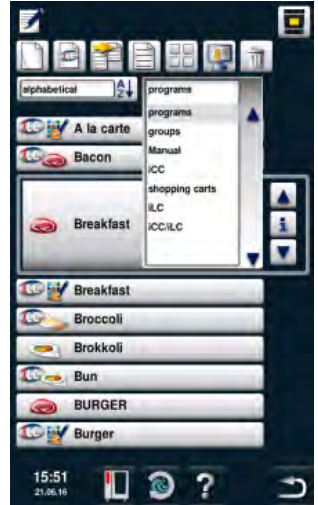 alphabetical
A
Z
programs
programs
groups
Manual
iCC
shopping carts
iLC
iCC/iLC
A la carte
Bacon
Breakfast
i
Breakfast
Broccoli
Brokkoli
Bun
BURGER
Burger
15:51
21.06.16
?